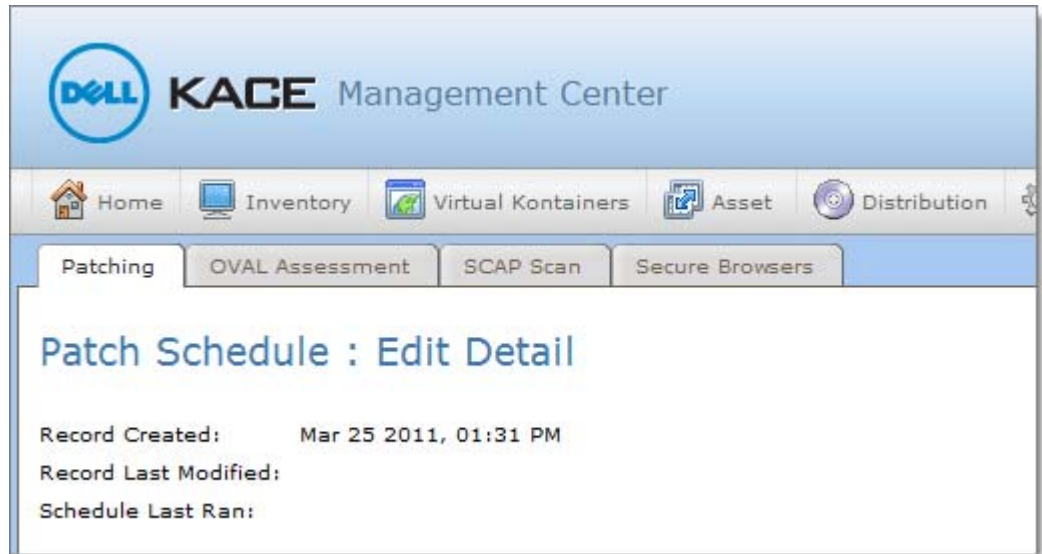 DELL KACE Management Center
Home Inventory Virtual Kontainers Asset Distribution
Patching OVAL Assessment SCAP Scan Secure Browsers
Patch Schedule : Edit Detail
Record Created: Mar 25 2011, 01:31 PM
Record Last Modified:
Schedule Last Ran: